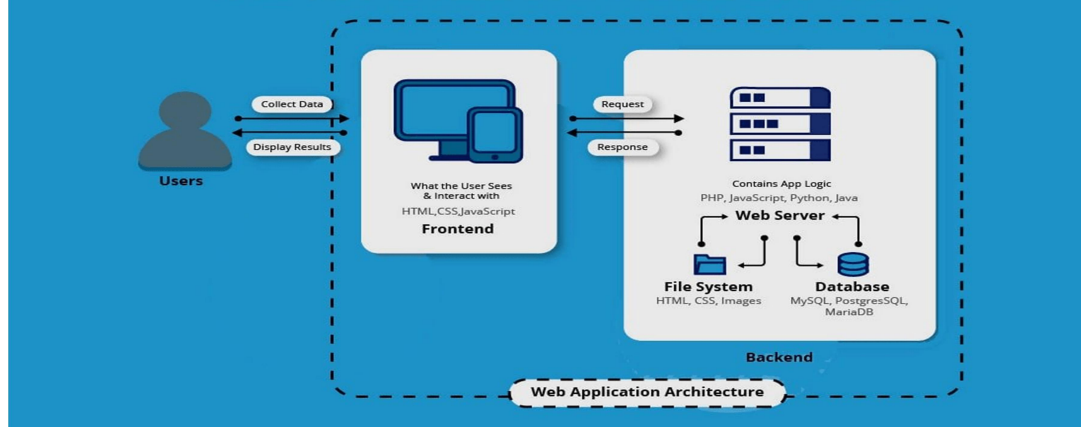 Collect Data
Display Results
Users
What the User Sees
& Interact with
HTML,CSS,JavaScript
Frontend
Request
Response
Contains App Logic
PHP, JavaScript, Python, Java
Web Server
File System
HTML, CSS, Images
Database
MySQL, PostgresSQL,
MariaDB
Backend
Web Application Architecture